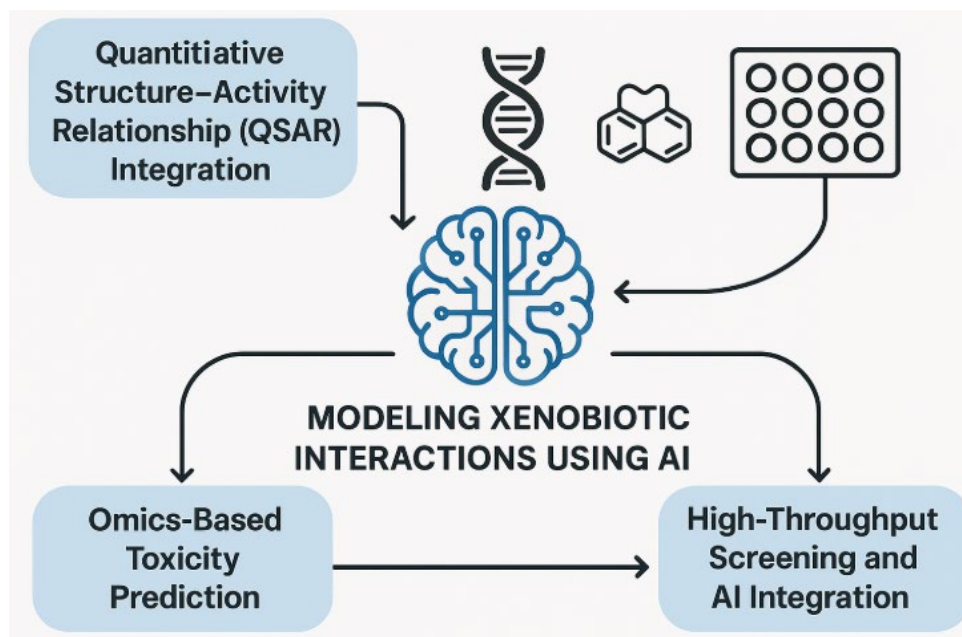 Quantitiative
Structure–Activity
Relationship (QSAR)
Integration
MODELING XENOBIOTIC
INTERACTIONS USING AI
Omics-Based
Toxicity
Prediction
High-Throughput
Screening and
AI Integration